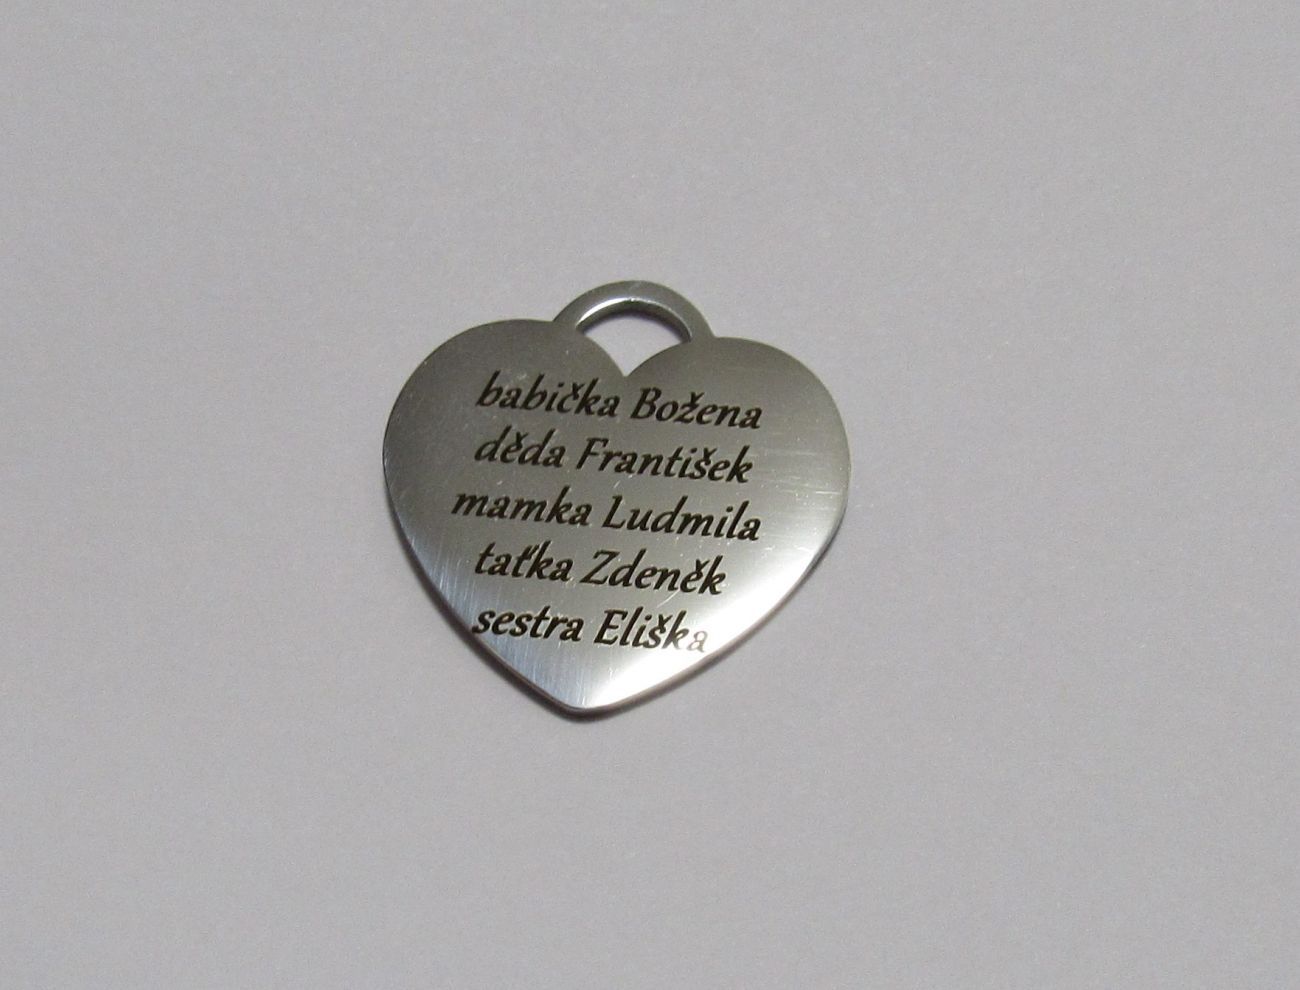 babička Božena
děda František
mamka Ludmila
taťka Zdeněk
sestra Eliška